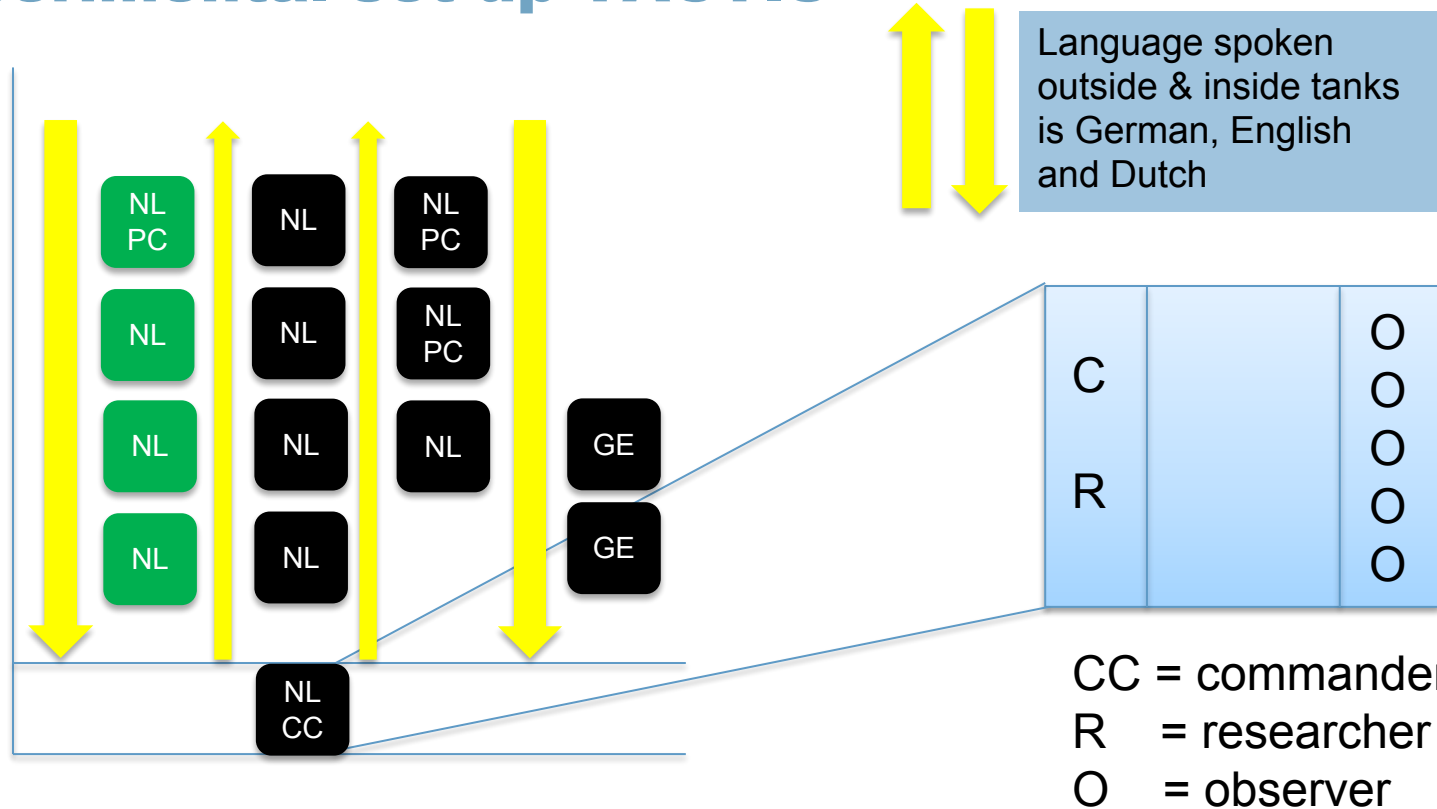 Language spoken
outside & inside tanks
is German, English
and Dutch
NL
PC
NL
NL
PC
NL
NL
NL
PC
NL
NL
NL
GE
NL
NL
GE
NL
CC
C
R
O
O
O
O
O
CC = commander
R = researcher
O = observer